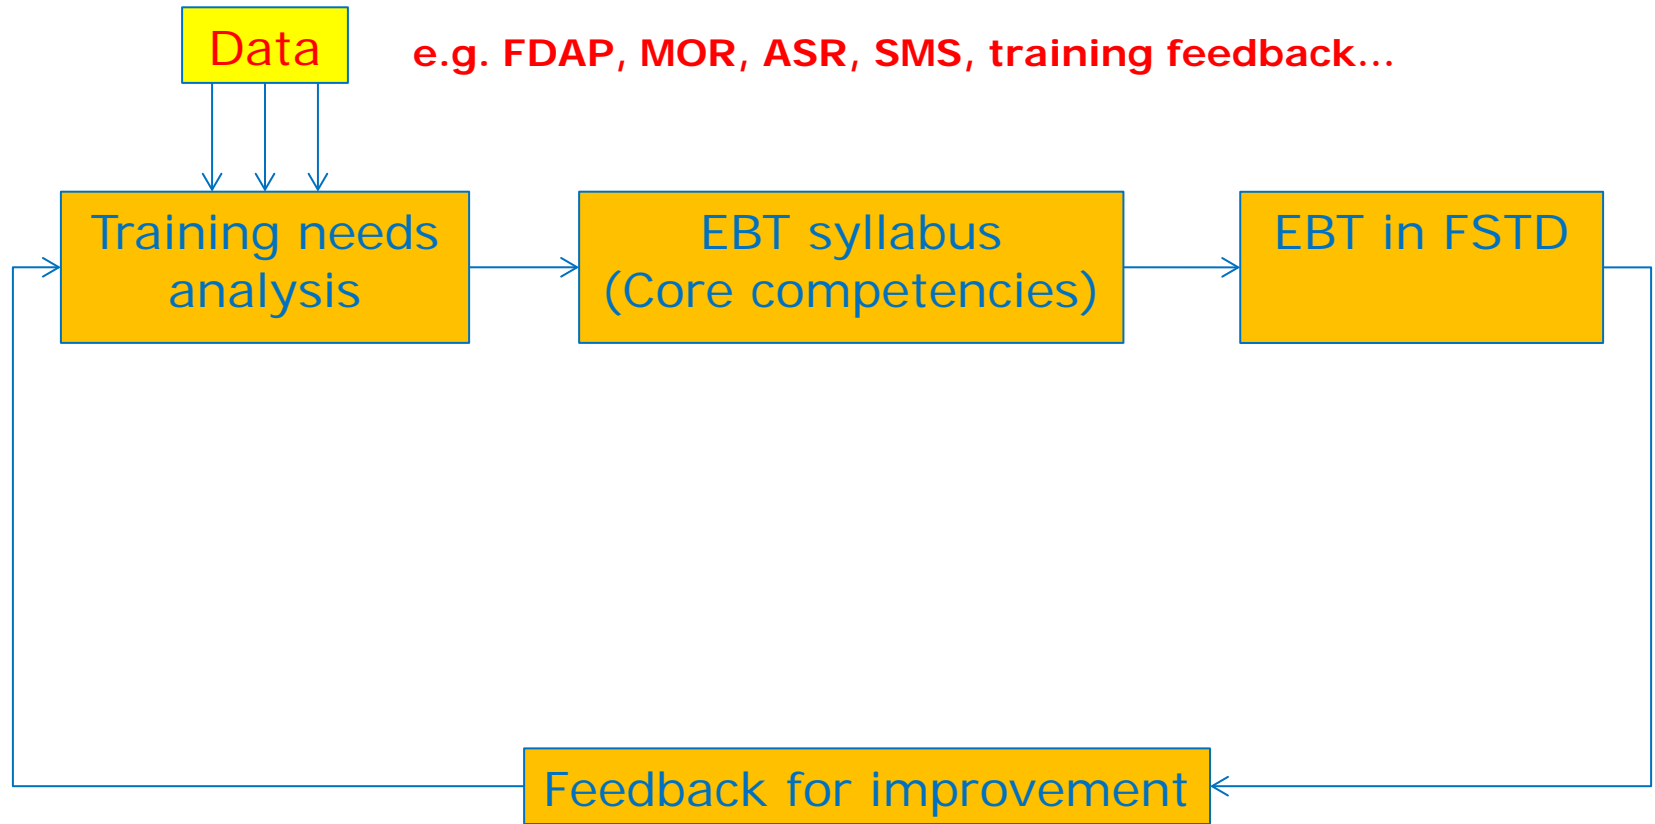 Data
e.g. FDAP, MOR, ASR, SMS, training feedback...
Training needs
analysis
EBT syllabus
(Core competencies)
EBT in FSTD
Feedback for improvement